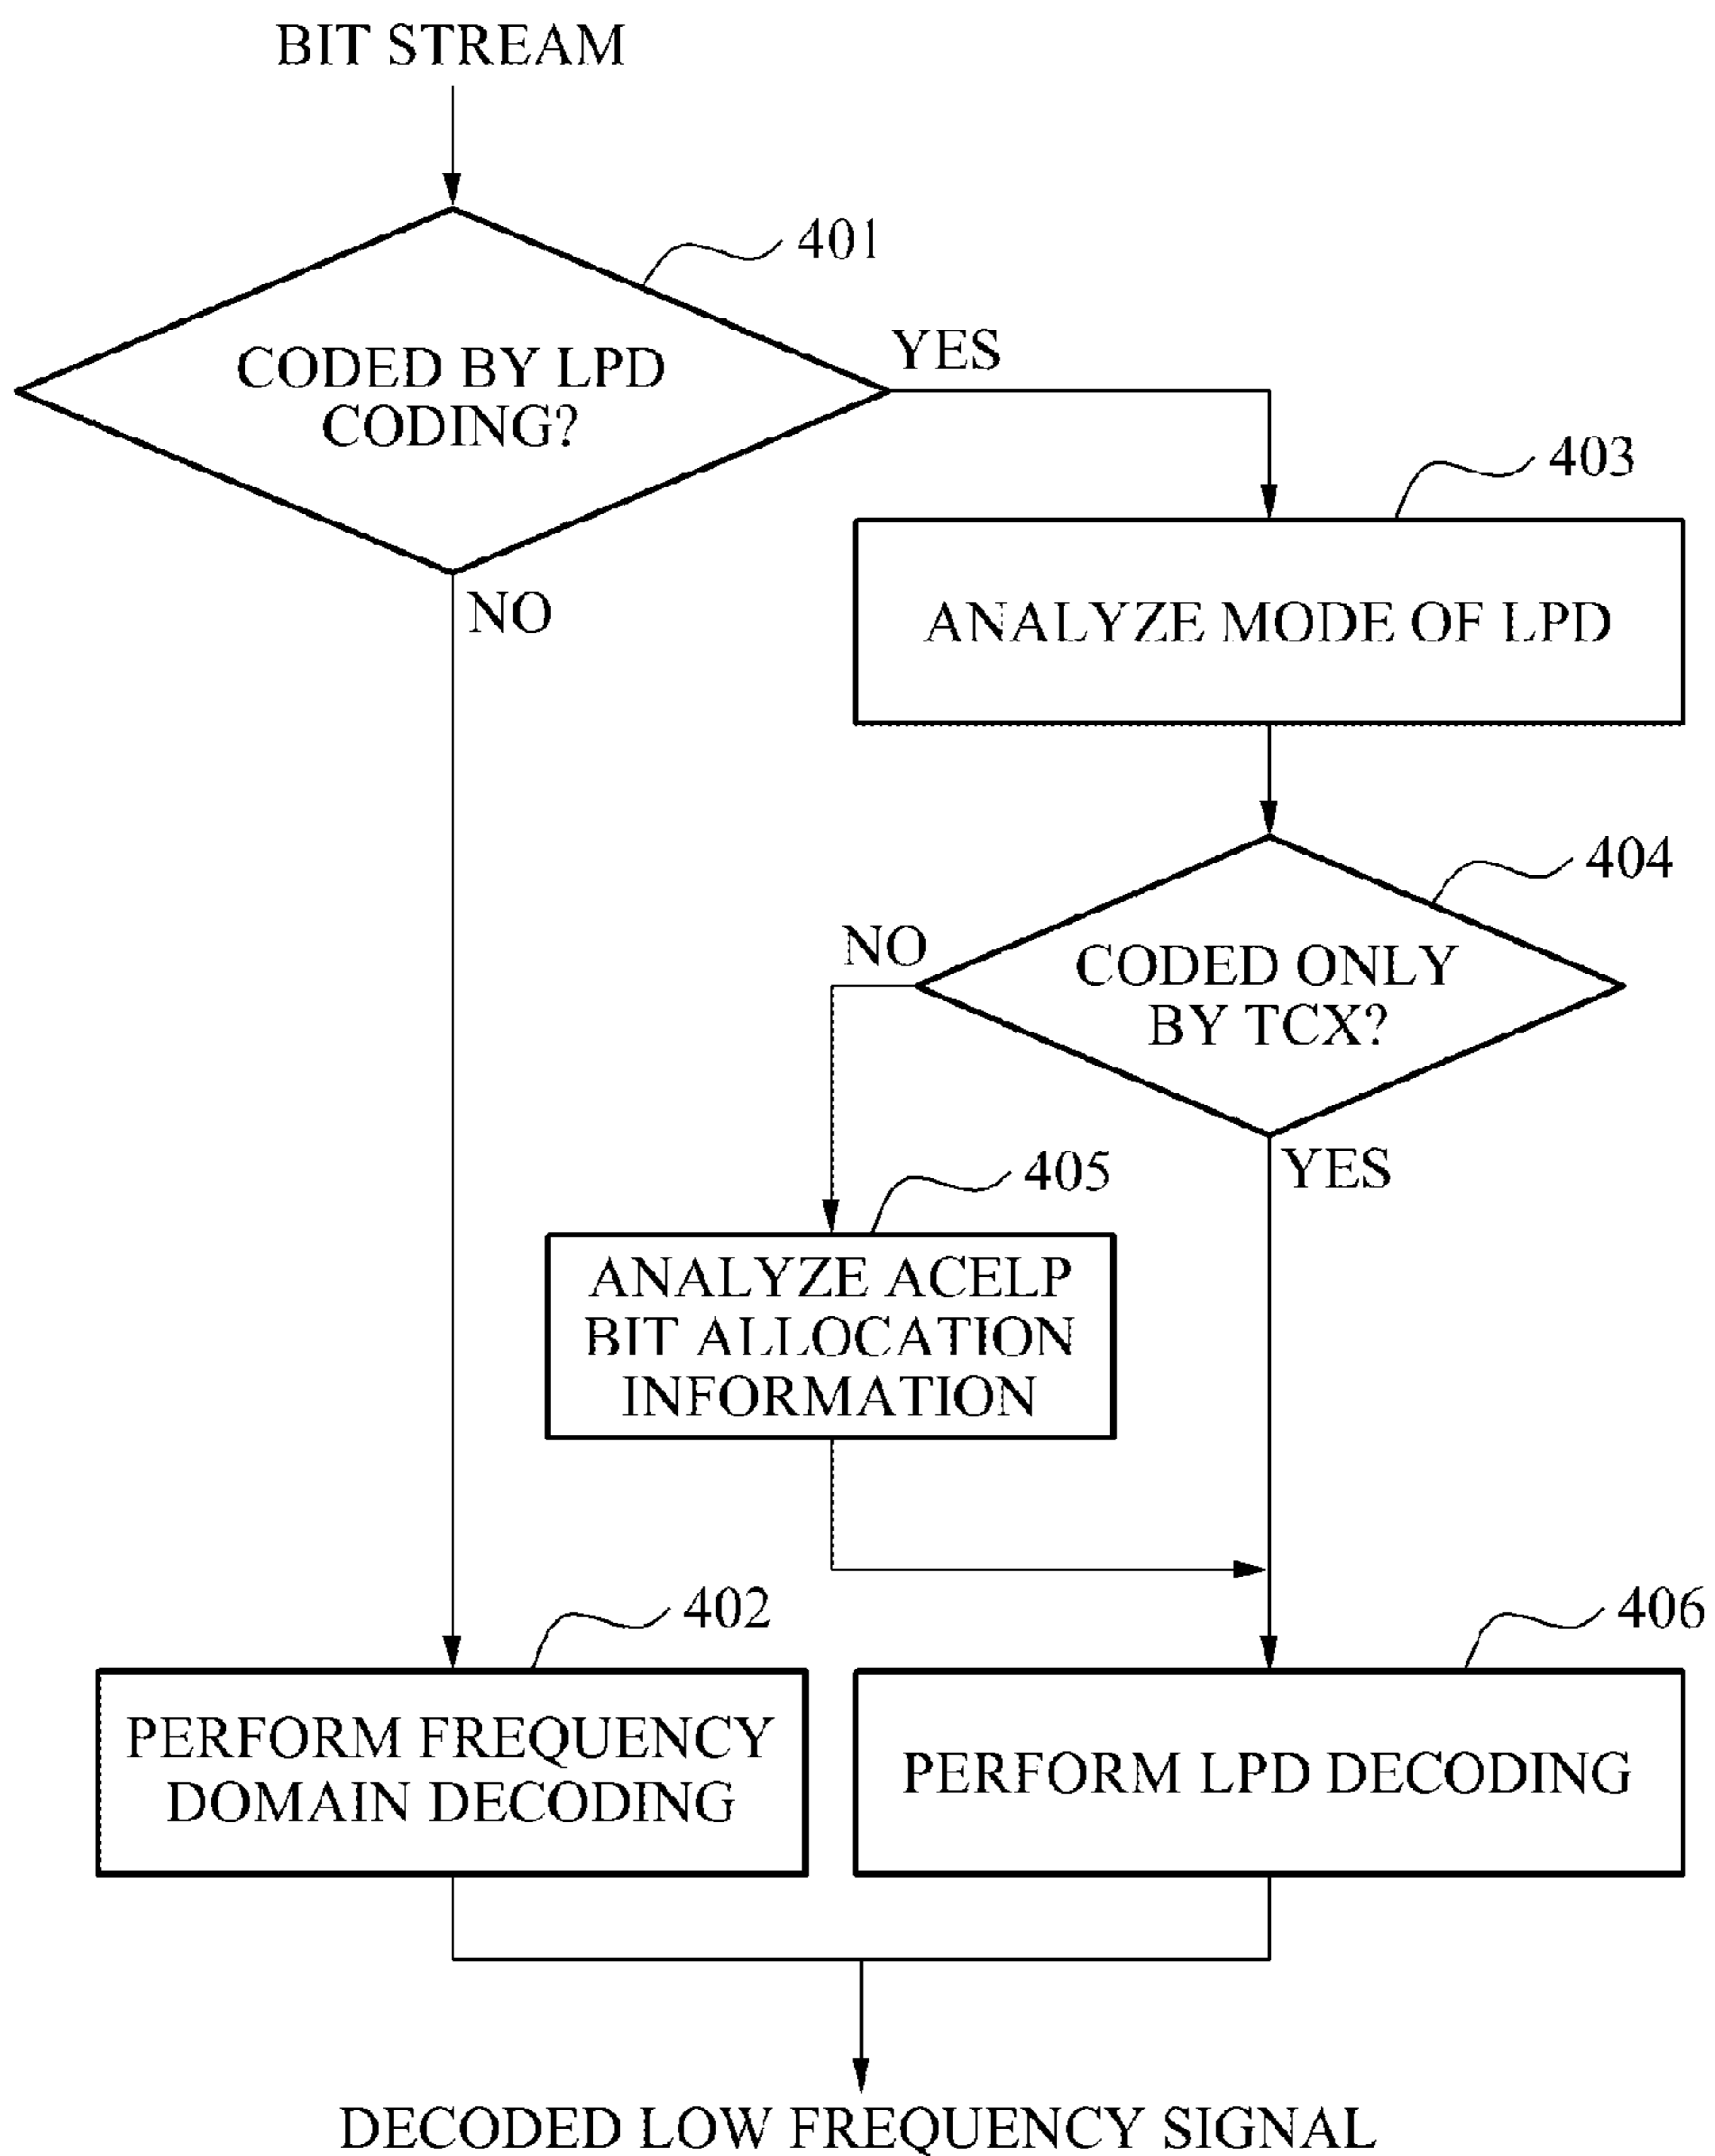 BIT STREAM
401
CODED BY LPD
CODING?
YES
NO
403
ANALYZE MODE OF LPD
404
NO
CODED ONLY
BY TCX?
YES
405
ANALYZE ACELP
BIT ALLOCATION
INFORMATION
402
PERFORM FREQUENCY
DOMAIN DECODING
406
PERFORM LPD DECODING
DECODED LOW FREQUENCY SIGNAL